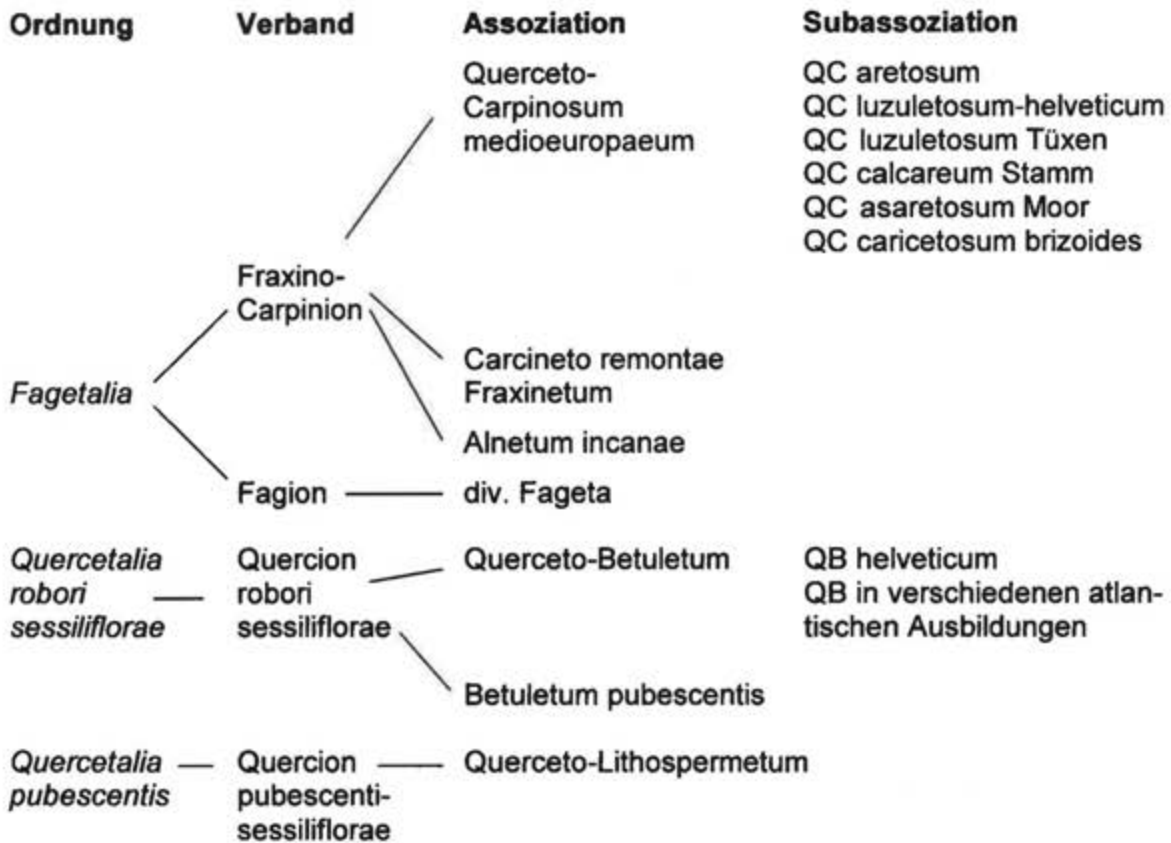 Ordnung Verband Assoziation Subassoziation
Querceto- QC aretosum
Carpinosum QC luzuletosum-helveticum
medioeuropaeum QC luzuletosum Tüxen
QC calcareum Stamm
QC asaretosum Moor
QC caricetosum brizoides
Fraxino-
Carpinion
Carcineto remontae
Fagetalia Fraxinetum
Alnetum incanae
Fagion div. Fageta
Quercetalia Quercion Querceto-Betuletum QB helveticum
robori robori QB in verschiedenen atlan-
sessiliflorae sessiliflorae tischen Ausbildungen
Betuletum pubescentis
Quercetalia Quercion Querceto-Lithospermetum
pubescentis pubescenti-
sessiliflorae